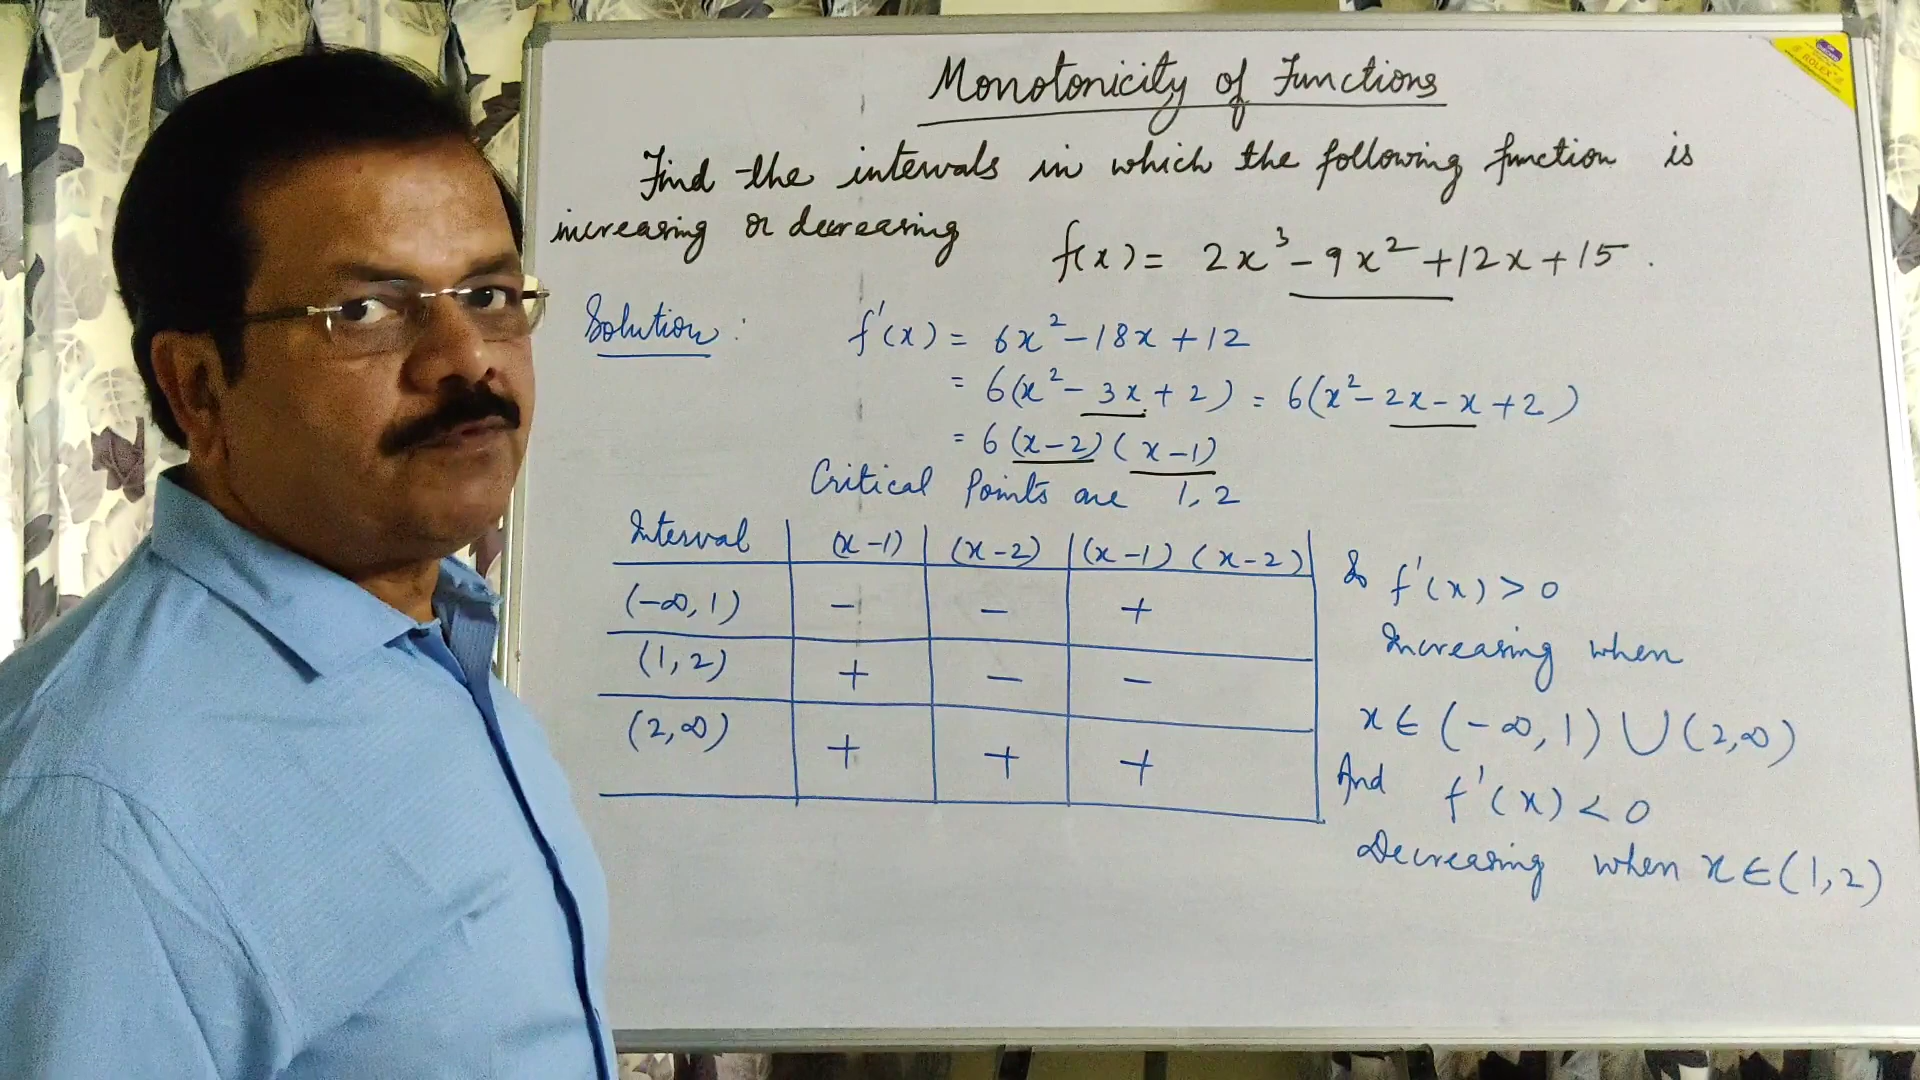 Monotonicity of Functions
Find the intervals in which the following function is
increasing or decreasing f(x) = 2x³ - 9x² + 12x + 15.
Solution: f'(x) = 6x² - 18x + 12
= 6(x² - 3x + 2) = 6(x² - 2x - x + 2)
= 6(x-2)(x-1)
Critical Points are 1, 2
Interval (x-1) (x-2) (x-1)(x-2)
(-∞, 1) - - +
(1, 2) + - -
(2, ∞) + + +
So f'(x) > 0
Increasing when
x ∈ (-∞, 1) ∪ (2, ∞)
And f'(x) < 0
Decreasing when x ∈ (1, 2)
ROLEX